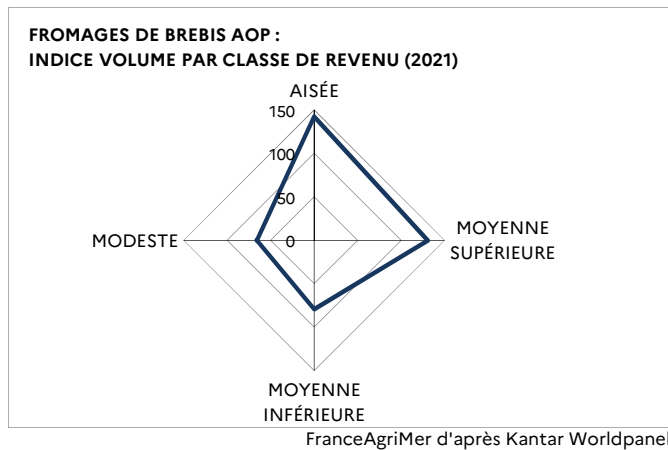 FROMAGES DE BREBIS AOP :
INDICE VOLUME PAR CLASSE DE REVENU (2021)
AISÉE
150
100
50
0
MODESTE
MOYENNE
SUPÉRIEURE
MOYENNE
INFÉRIEURE
FranceAgriMer d'après Kantar Worldpanel